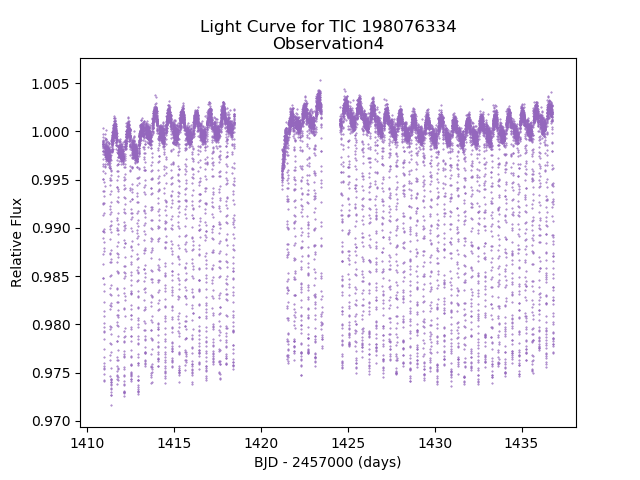 Light Curve for TIC 198076334
Observation4
1.005
1.000
0.995
0.990
0.985
0.980
0.975
0.970
Relative Flux
1410 1415 1420 1425 1430 1435
BJD - 2457000 (days)